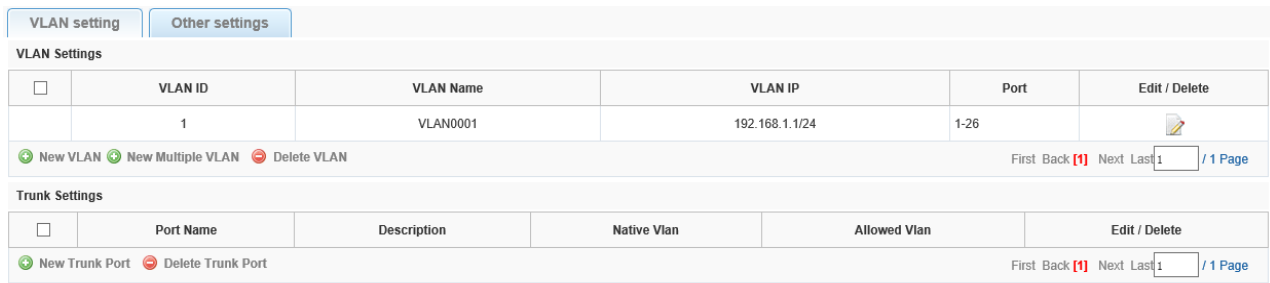 VLAN setting Other settings
VLAN Settings
VLAN ID VLAN Name VLAN IP Port Edit / Delete
1 VLAN0001 192.168.1.1/24 1-26
New VLAN New Multiple VLAN Delete VLAN First Back [1] Next Last 1 / 1 Page
Trunk Settings
Port Name Description Native Vlan Allowed Vlan Edit / Delete
New Trunk Port Delete Trunk Port First Back [1] Next Last 1 / 1 Page